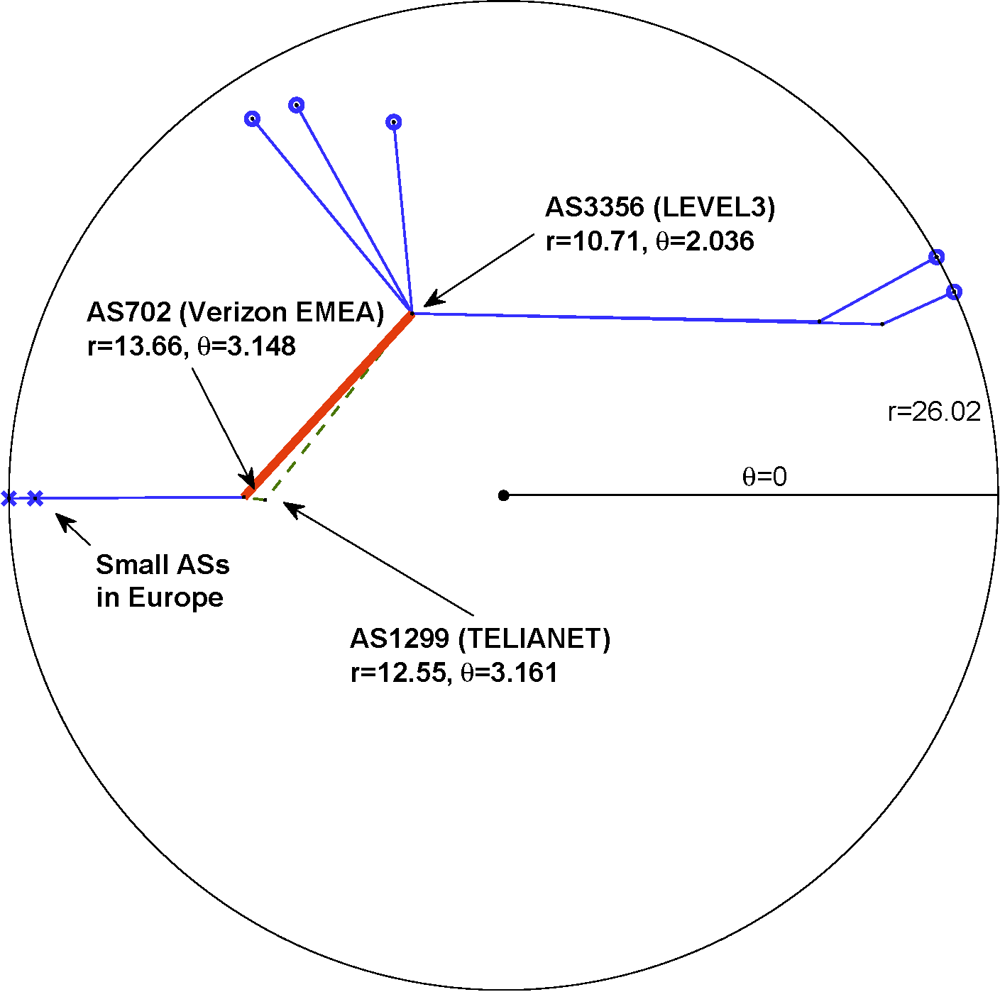 AS3356 (LEVEL3)
r=10.71, θ=2.036
AS702 (Verizon EMEA)
r=13.66, θ=3.148
r=26.02
θ=0
Small ASs
in Europe
AS1299 (TELIANET)
r=12.55, θ=3.161